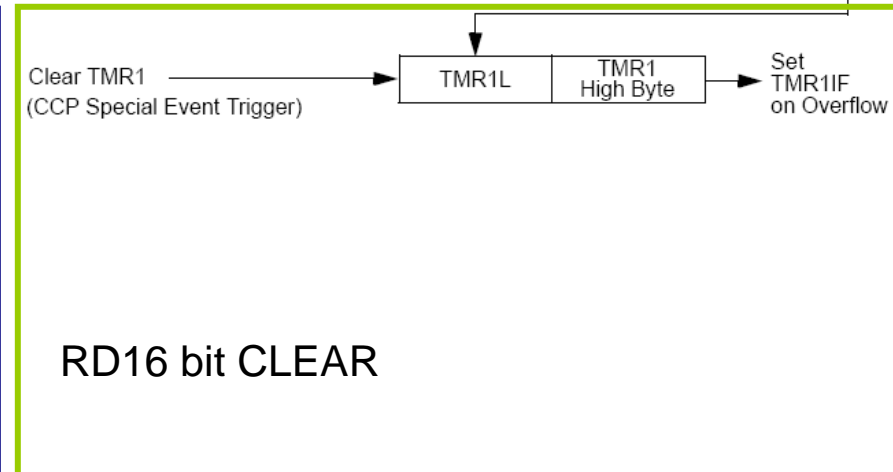 Clear TMR1
(CCP Special Event Trigger)
TMR1L
TMR1
High Byte
Set
TMR1IF
on Overflow
RD16 bit CLEAR